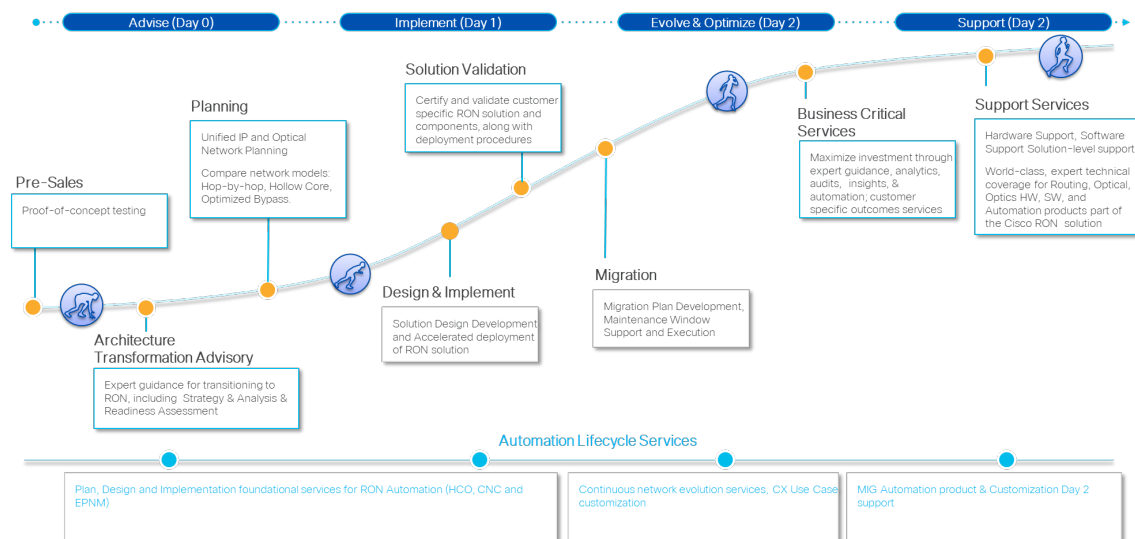 Advise (Day 0)
Implement (Day 1)
Evolve & Optimize (Day 2)
Support (Day 2)
Pre-Sales
Proof-of-concept testing
Architecture
Transformation Advisory
Expert guidance for transitioning to
RON, including Strategy & Analysis &
Readiness Assessment
Planning
Unified IP and Optical
Network Planning
Compare network models:
Hop-by-hop, Hollow Core,
Optimized Bypass.
Design & Implement
Solution Design Development
and Accelerated deployment
of RON solution
Solution Validation
Certify and validate customer
specific RON solution and
components, along with
deployment procedures
Migration
Migration Plan Development,
Maintenance Window
Support and Execution
Business Critical
Services
Maximize investment through
expert guidance, analytics,
audits, insights, &
automation; customer
specific outcomes services
Support Services
Hardware Support, Software
Support Solution-level support
World-class, expert technical
coverage for Routing, Optical,
Optics HW, SW, and
Automation products part of
the Cisco RON solution
Automation Lifecycle Services
Plan, Design and Implementation foundational services for RON Automation (HCO, CNC and
EPNM)
Continuous network evolution services, CX Use Case
customization
MIG Automation product & Customization Day 2
support